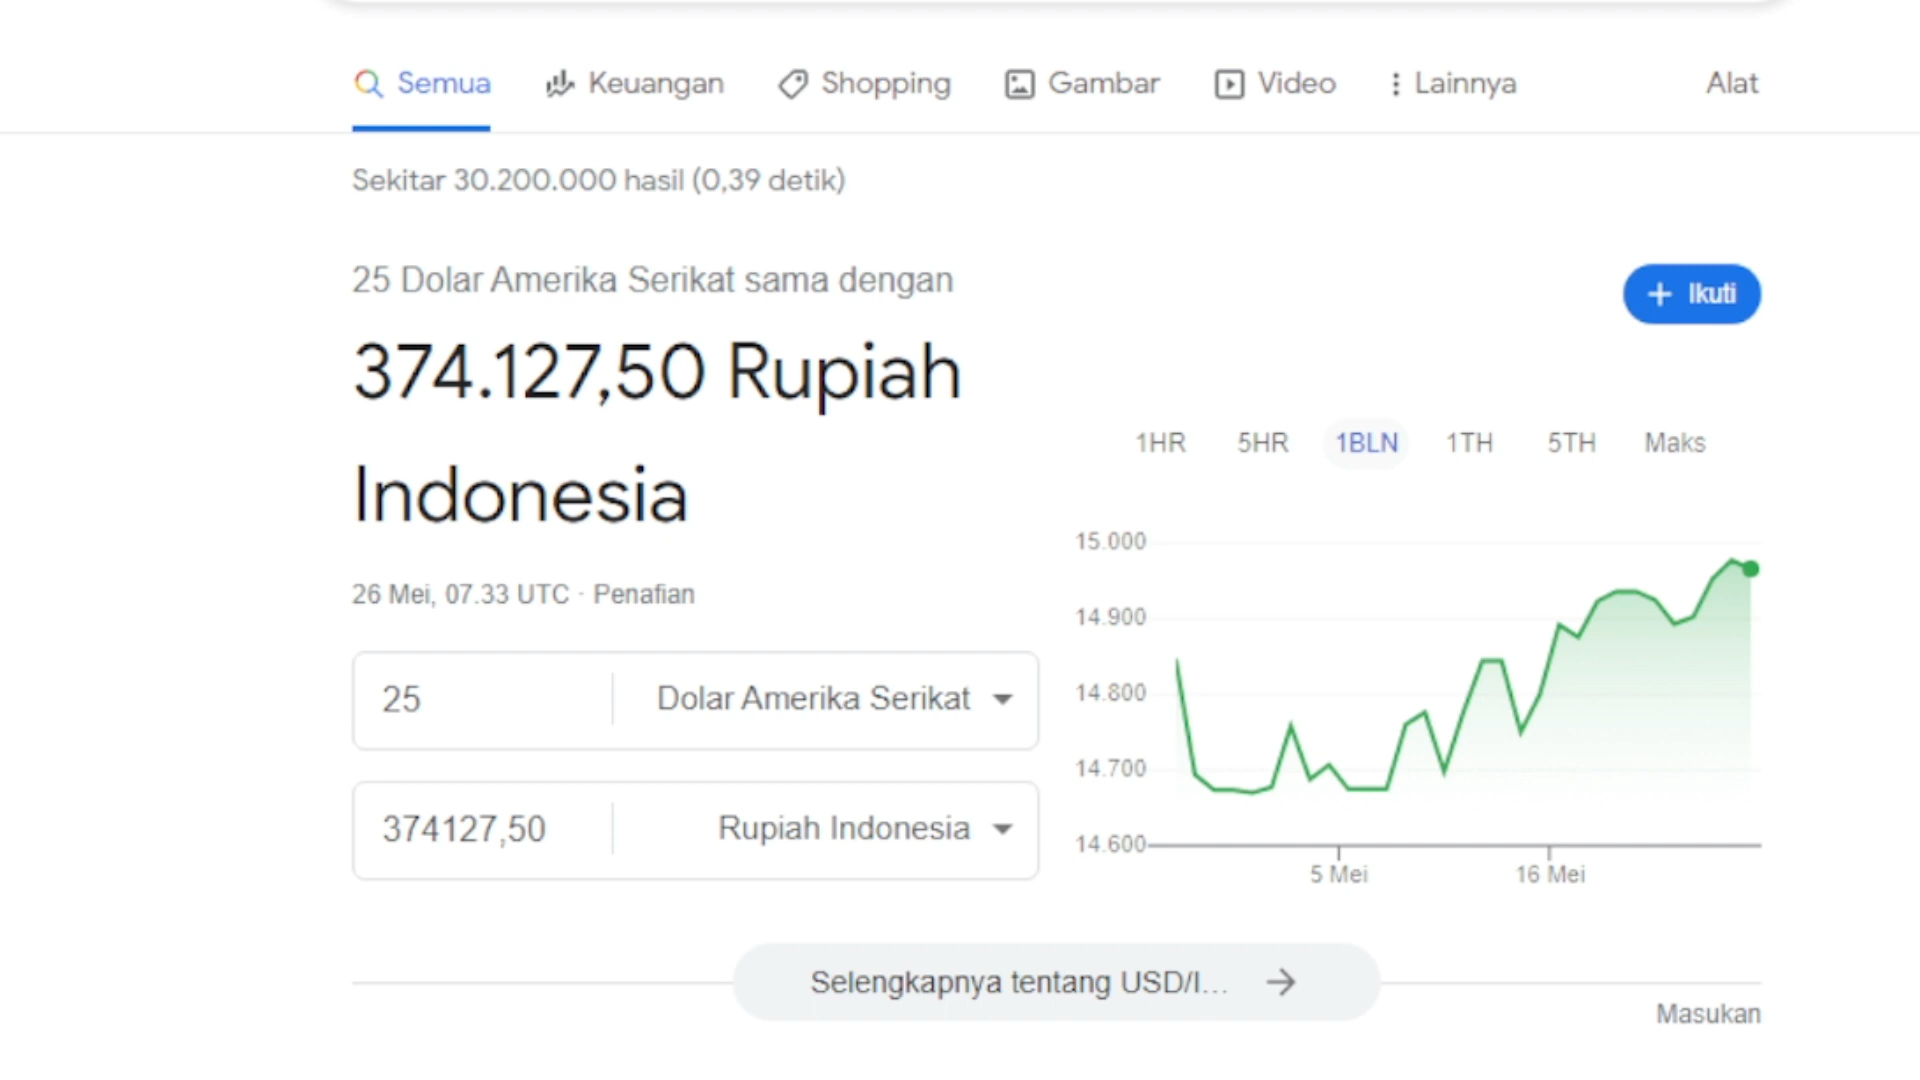 Semua Keuangan Shopping Gambar Video Lainnya Alat
Sekitar 30.200.000 hasil (0,39 detik)
25 Dolar Amerika Serikat sama dengan
+ Ikuti
374.127,50 Rupiah
Indonesia
26 Mei, 07.33 UTC · Penafian
25 Dolar Amerika Serikat
374127,50 Rupiah Indonesia
1HR 5HR 1BLN 1TH 5TH Maks
15.000
14.900
14.800
14.700
14.600
5 Mei 16 Mei
Selengkapnya tentang USD/I...
Masukan